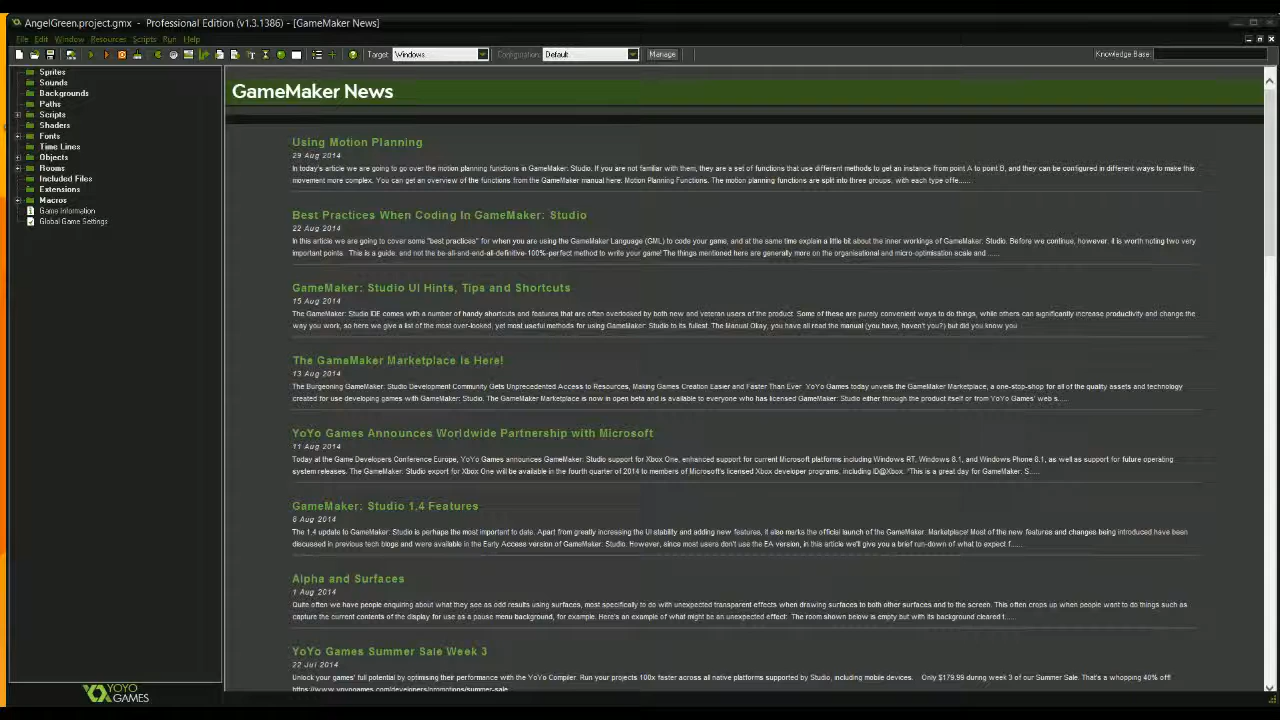 AngelGreen.project.gmx - Professional Edition (v1.3.1386) - [GameMaker News]
File Edit Window Resources Scripts Run Help
Target: Windows Configuration: Default Manage Knowledge Base:
Sprites
Sounds
Backgrounds
Paths
Scripts
Shaders
Fonts
Time Lines
Objects
Rooms
Included Files
Extensions
Macros
Game Information
Global Game Settings
YOYO
GAMES
GameMaker News
Using Motion Planning
29 Aug 2014
In today's article we are going to go over the motion planning functions in GameMaker: Studio. If you are not familiar with them, they are a set of functions that use different methods to get an instance from point A to point B, and they can be configured in different ways to make this
movement more complex. You can get an overview of the functions from the GameMaker manual here: Motion Planning Functions. The motion planning functions are split into three groups, with each type offe......
Best Practices When Coding In GameMaker: Studio
22 Aug 2014
In this article we are going to cover some "best practices" for when you are using the GameMaker Language (GML) to code your game, and at the same time explain a little bit about the inner workings of GameMaker: Studio. Before we continue, however, it is worth noting two very
important points This is a guide, and not the be-all-and-end-all-definitive-100%-perfect method to write your game! The things mentioned here are generally more on the organisational and micro-optimisation scale and ......
GameMaker: Studio UI Hints, Tips and Shortcuts
15 Aug 2014
The GameMaker: Studio IDE comes with a number of handy shortcuts and features that are often overlooked by both new and veteran users of the product. Some of these are purely convenient ways to do things, while others can significantly increase productivity and change the
way you work, so here we give a list of the most over-looked, yet most useful methods for using GameMaker: Studio to its fullest. The Manual Okay, you have all read the manual (you have, haven't you?) but did you know you
The GameMaker Marketplace Is Here!
13 Aug 2014
The Burgeoning GameMaker: Studio Development Community Gets Unprecedented Access to Resources, Making Games Creation Easier and Faster Than Ever YoYo Games today unveils the GameMaker Marketplace, a one-stop-shop for all of the quality assets and technology
created for use developing games with GameMaker: Studio. The GameMaker Marketplace is now in open beta and is available to everyone who has licensed GameMaker: Studio either through the product itself or from YoYo Games' web s.....
YoYo Games Announces Worldwide Partnership with Microsoft
11 Aug 2014
Today at the Game Developers Conference Europe, YoYo Games announces GameMaker: Studio support for Xbox One, enhanced support for current Microsoft platforms including Windows RT, Windows 8.1, and Windows Phone 8.1, as well as support for future operating
system releases. The GameMaker: Studio export for Xbox One will be available in the fourth quarter of 2014 to members of Microsoft's licensed Xbox developer programs, including ID@Xbox. "This is a great day for GameMaker: S.....
GameMaker: Studio 1.4 Features
8 Aug 2014
The 1.4 update to GameMaker: Studio is perhaps the most important to date. Apart from greatly increasing the UI stability and adding new features, it also marks the official launch of the GameMaker: Marketplace! Most of the new features and changes being introduced have been
discussed in previous tech blogs and were available in the Early Access version of GameMaker: Studio. However, since most users don't use the EA version, in this article we'll give you a brief run-down of what to expect f......
Alpha and Surfaces
1 Aug 2014
Quite often we have people enquiring about what they see as odd results using surfaces, most specifically to do with unexpected transparent effects when drawing surfaces to both other surfaces and to the screen. This often crops up when people want to do things such as
capture the current contents of the display for use as a pause menu background, for example. Here's an example of what might be an unexpected effect: The room shown below is empty but with its background cleared t......
YoYo Games Summer Sale Week 3
22 Jul 2014
Unlock your games' full potential by optimising their performance with the YoYo Compiler. Run your projects 100x faster across all native platforms supported by Studio, including mobile devices. Only $179.99 during week 3 of our Summer Sale. That's a whopping 40% off!
https://www.yoyogames.com/developers/promotions/summer-sale